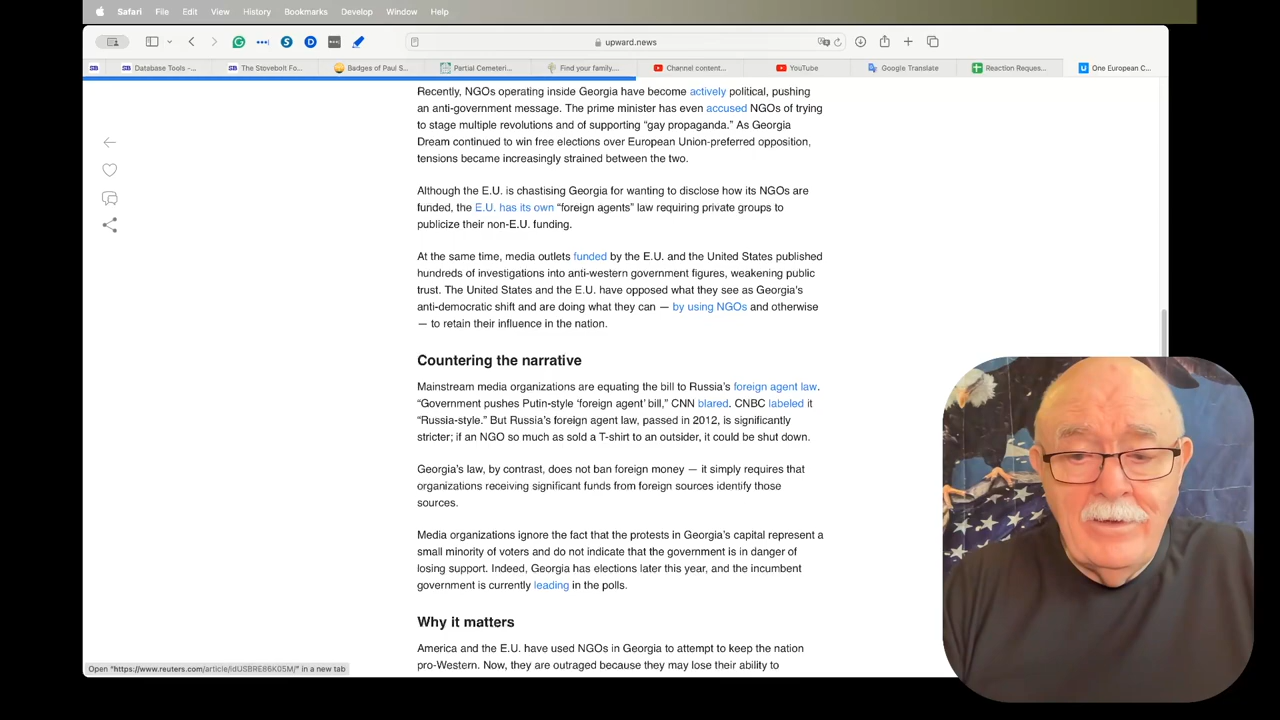 Safari File Edit View History Bookmarks Develop Window Help
upward.news
SB SB Database Tools -... SB The Stovebolt Fo... Badges of Paul S... Partial Cemeteri... Find your family.... Channel content... YouTube Google Translate Reaction Reques... One European C...
Recently, NGOs operating inside Georgia have become actively political, pushing
an anti-government message. The prime minister has even accused NGOs of trying
to stage multiple revolutions and of supporting “gay propaganda.” As Georgia
Dream continued to win free elections over European Union-preferred opposition,
tensions became increasingly strained between the two.
Although the E.U. is chastising Georgia for wanting to disclose how its NGOs are
funded, the E.U. has its own “foreign agents” law requiring private groups to
publicize their non-E.U. funding.
At the same time, media outlets funded by the E.U. and the United States published
hundreds of investigations into anti-western government figures, weakening public
trust. The United States and the E.U. have opposed what they see as Georgia’s
anti-democratic shift and are doing what they can — by using NGOs and otherwise
— to retain their influence in the nation.
Countering the narrative
Mainstream media organizations are equating the bill to Russia’s foreign agent law.
“Government pushes Putin-style ‘foreign agent’ bill,” CNN blared. CNBC labeled it
“Russia-style.” But Russia’s foreign agent law, passed in 2012, is significantly
stricter; if an NGO so much as sold a T-shirt to an outsider, it could be shut down.
Georgia’s law, by contrast, does not ban foreign money — it simply requires that
organizations receiving significant funds from foreign sources identify those
sources.
Media organizations ignore the fact that the protests in Georgia’s capital represent a
small minority of voters and do not indicate that the government is in danger of
losing support. Indeed, Georgia has elections later this year, and the incumbent
government is currently leading in the polls.
Why it matters
America and the E.U. have used NGOs in Georgia to attempt to keep the nation
pro-Western. Now, they are outraged because they may lose their ability to
Open “https://www.reuters.com/article/idUSBRE86K05M/” in a new tab